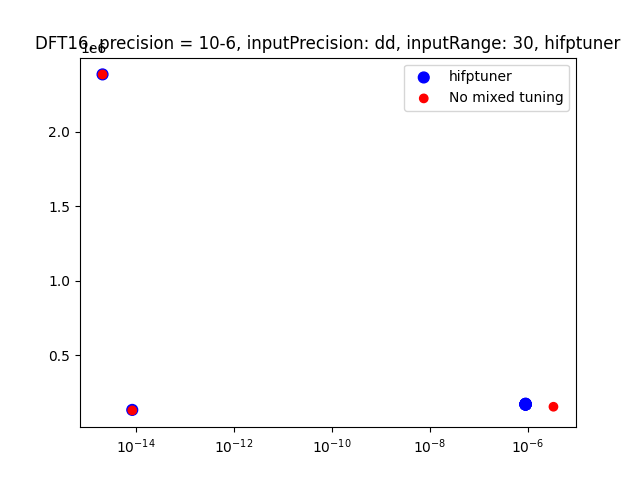 DFT16, precision = 10-6, inputPrecision: dd, inputRange: 30, hifptuner
1e6
hifptuner
No mixed tuning
2.0
1.5
1.0
0.5
10⁻¹⁴ 10⁻¹² 10⁻¹⁰ 10⁻⁸ 10⁻⁶